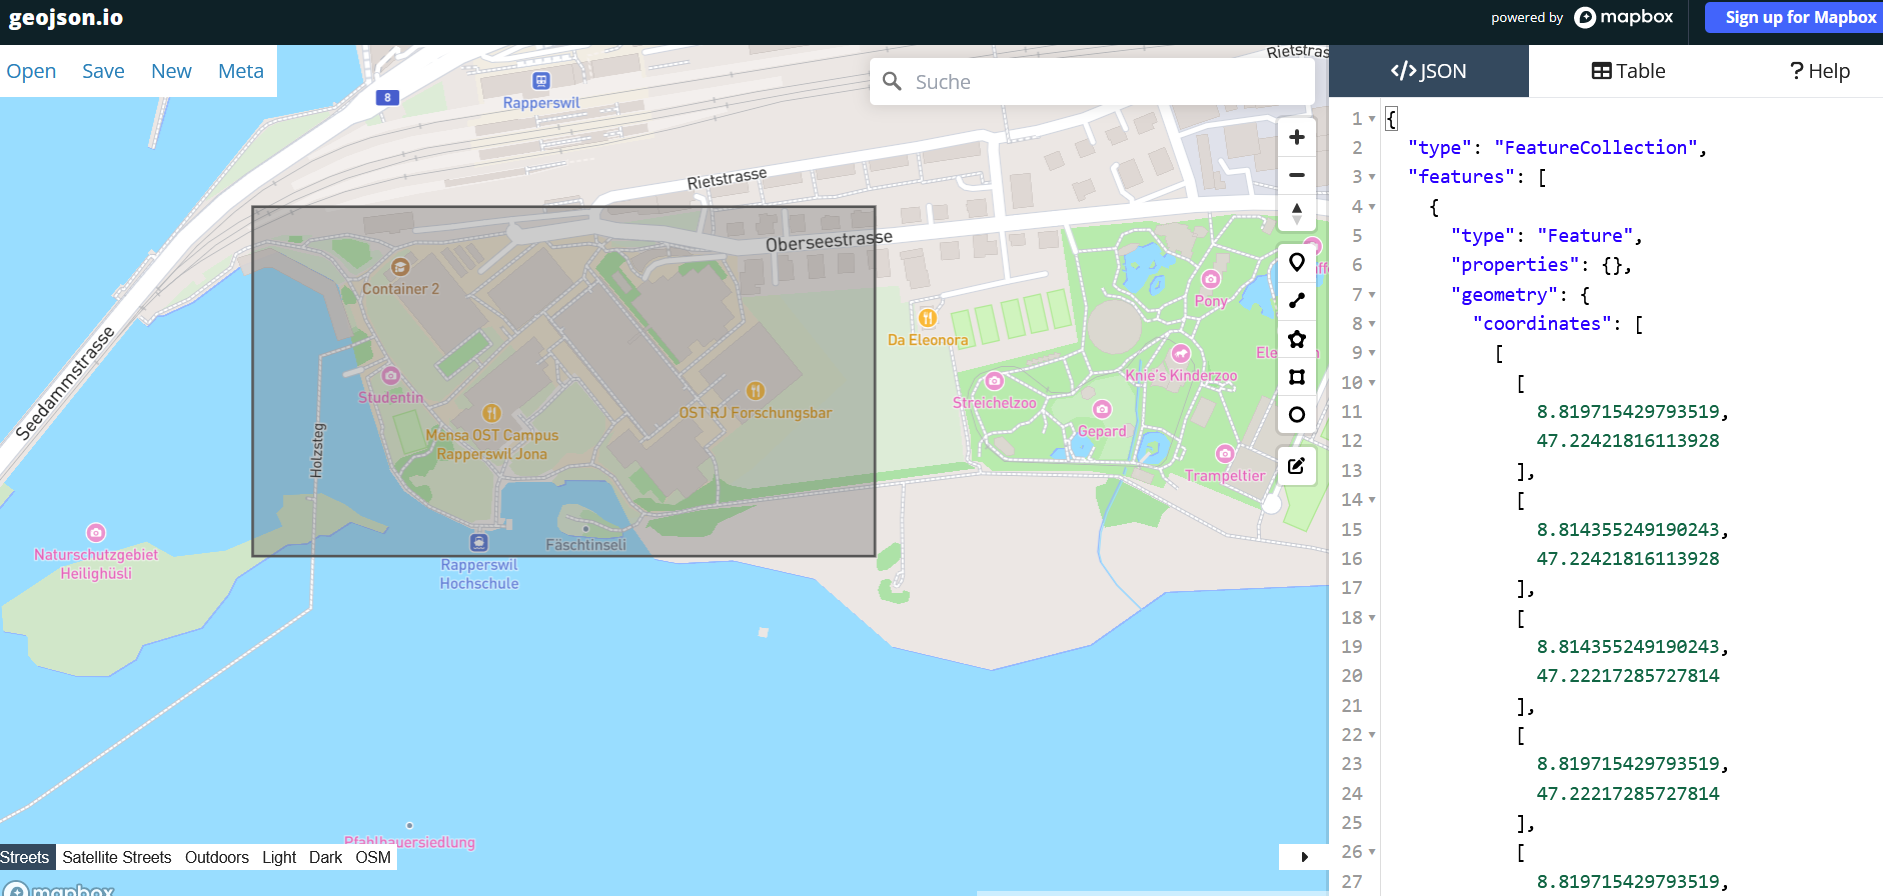 geojson.io
powered by mapbox
Sign up for Mapbox
Open Save New Meta
Suche
JSON
Table
? Help
Rietstras
8
Rapperswil
Rietstrasse
Oberseestrasse
Container 2
Pony
Da Eleonora
Knie's Kinderzoo
Studentin
Streichelzoo
OST RJ Forschungsbar
Mensa OST Campus
Rapperswil Jona
Gepard
Seedammstrasse
Holzsteg
Trampeltier
Naturschutzgebiet
Heilighüsli
Fäschtinseli
Rapperswil
Hochschule
Pfahlbauersiedlung
Streets Satellite Streets Outdoors Light Dark OSM
mapbox
1 {
2 "type": "FeatureCollection",
3 "features": [
4 {
5 "type": "Feature",
6 "properties": {},
7 "geometry": {
8 "coordinates": [
9 [
10 [
11 8.819715429793519,
12 47.22421816113928
13 ],
14 [
15 8.814355249190243,
16 47.22421816113928
17 ],
18 [
19 8.814355249190243,
20 47.22217285727814
21 ],
22 [
23 8.819715429793519,
24 47.22217285727814
25 ],
26 [
27 8.819715429793519,